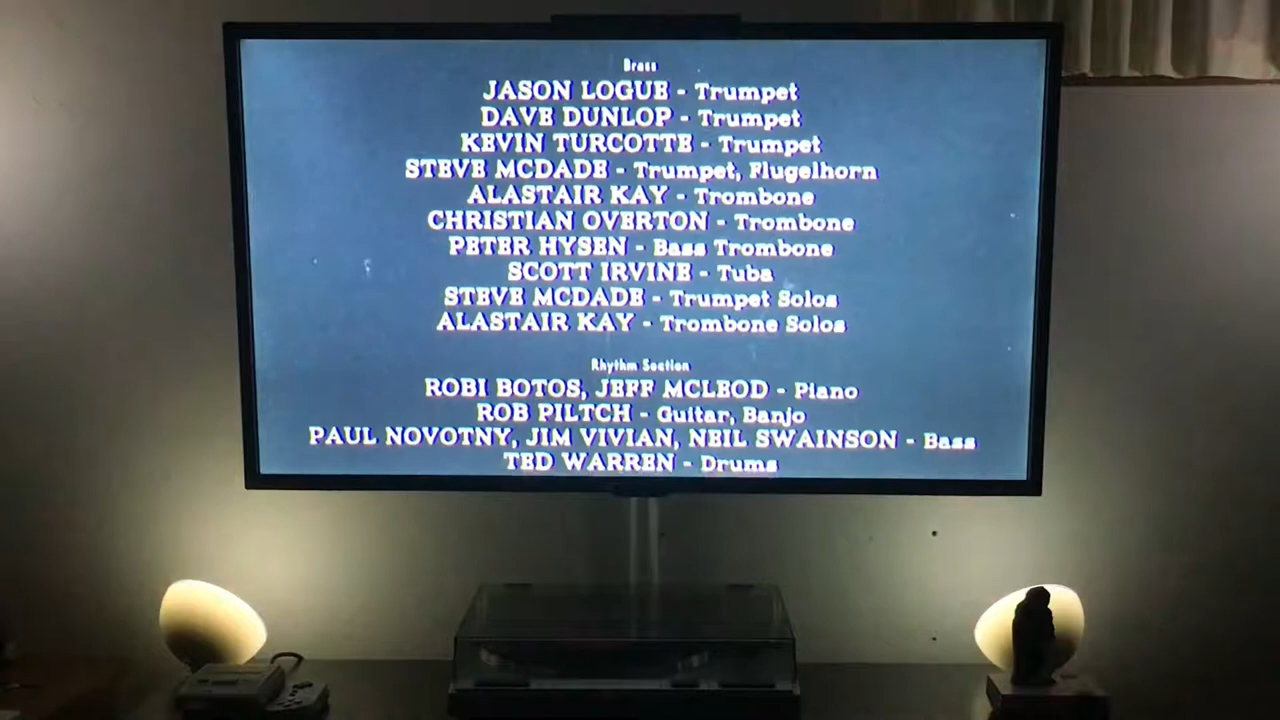 Brass
JASON LOGUE - Trumpet
DAVE DUNLOP - Trumpet
KEVIN TURCOTTE - Trumpet
STEVE MCDADE - Trumpet, Flugelhorn
ALASTAIR KAY - Trombone
CHRISTIAN OVERTON - Trombone
PETER HYSEN - Bass Trombone
SCOTT IRVINE - Tuba
STEVE MCDADE - Trumpet Solos
ALASTAIR KAY - Trombone Solos
Rhythm Section
ROBI BOTOS, JEFF MCLEOD - Piano
ROB PILTCH - Guitar, Banjo
PAUL NOVOTNY, JIM VIVIAN, NEIL SWAINSON - Bass
TED WARREN - Drums